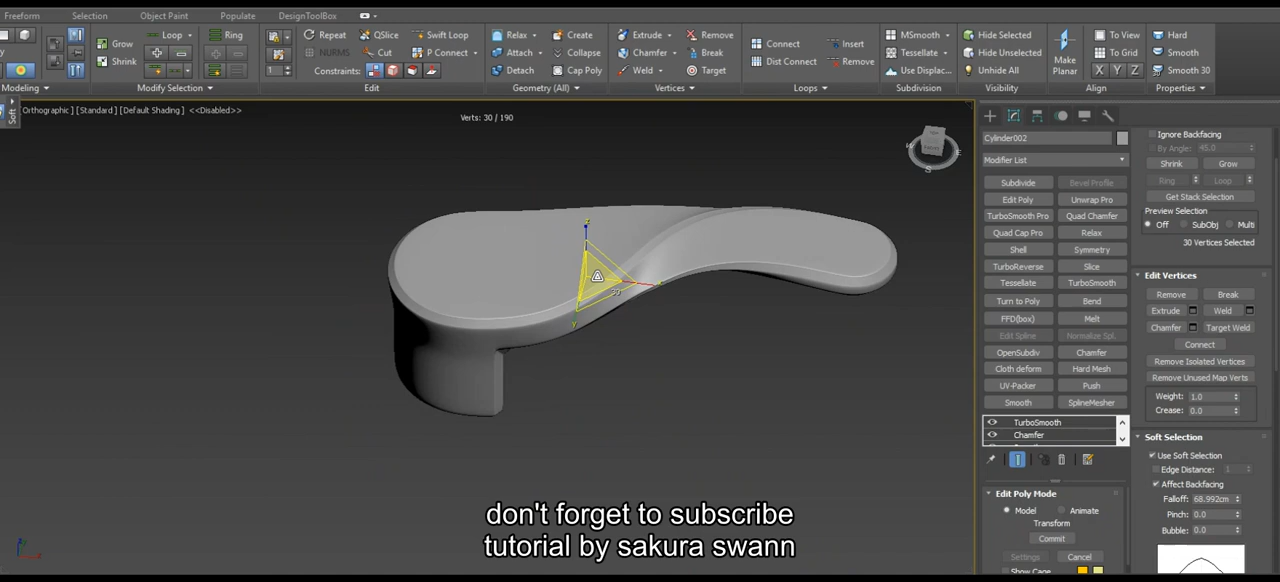 Freeform Selection Object Paint Populate DesignToolBox
Grow Loop Ring Repeat QSlice Swift Loop Relax Create Extrude Remove Connect Insert MSmooth Hide Selected To View Hard
Shrink NURMS Cut P Connect Attach Collapse Chamfer Break Dist Connect Remove Tessellate Hide Unselected Make Planar To Grid Smooth
1 Constraints: Detach Cap Poly Weld Target Use Displac... Unhide All X Y Z Smooth 30
Modeling Modify Selection Edit Geometry (All) Vertices Loops Subdivision Visibility Align Properties
Soft
Orthographic ] [Standard ] [Default Shading ] <<Disabled>>
Verts: 30 / 190
z
y
Cylinder002
Modifier List
Subdivide Bevel Profile
Edit Poly Unwrap Pro
TurboSmooth Pro Quad Chamfer
Quad Cap Pro Relax
Shell Symmetry
TurboReverse Slice
Tessellate TurboSmooth
Turn to Poly Bend
FFD(box) Melt
Edit Spline Normalize Spl.
OpenSubdiv Chamfer
Cloth deform Hard Mesh
UV-Packer Push
Smooth SplineMesher
TurboSmooth
Chamfer
Edit Poly Mode
Model Animate
Transform
Commit
Settings Cancel
Show Cage
Ignore Backfacing
By Angle: 45.0
Shrink Grow
Ring Loop
Get Stack Selection
Preview Selection
Off SubObj Multi
30 Vertices Selected
Edit Vertices
Remove Break
Extrude Weld
Chamfer Target Weld
Connect
Remove Isolated Vertices
Remove Unused Map Verts
Weight: 1.0
Crease: 0.0
Soft Selection
Use Soft Selection
Edge Distance: 1
Affect Backfacing
Falloff: 68.992cm
Pinch: 0.0
Bubble: 0.0
don't forget to subscribe
tutorial by sakura swann